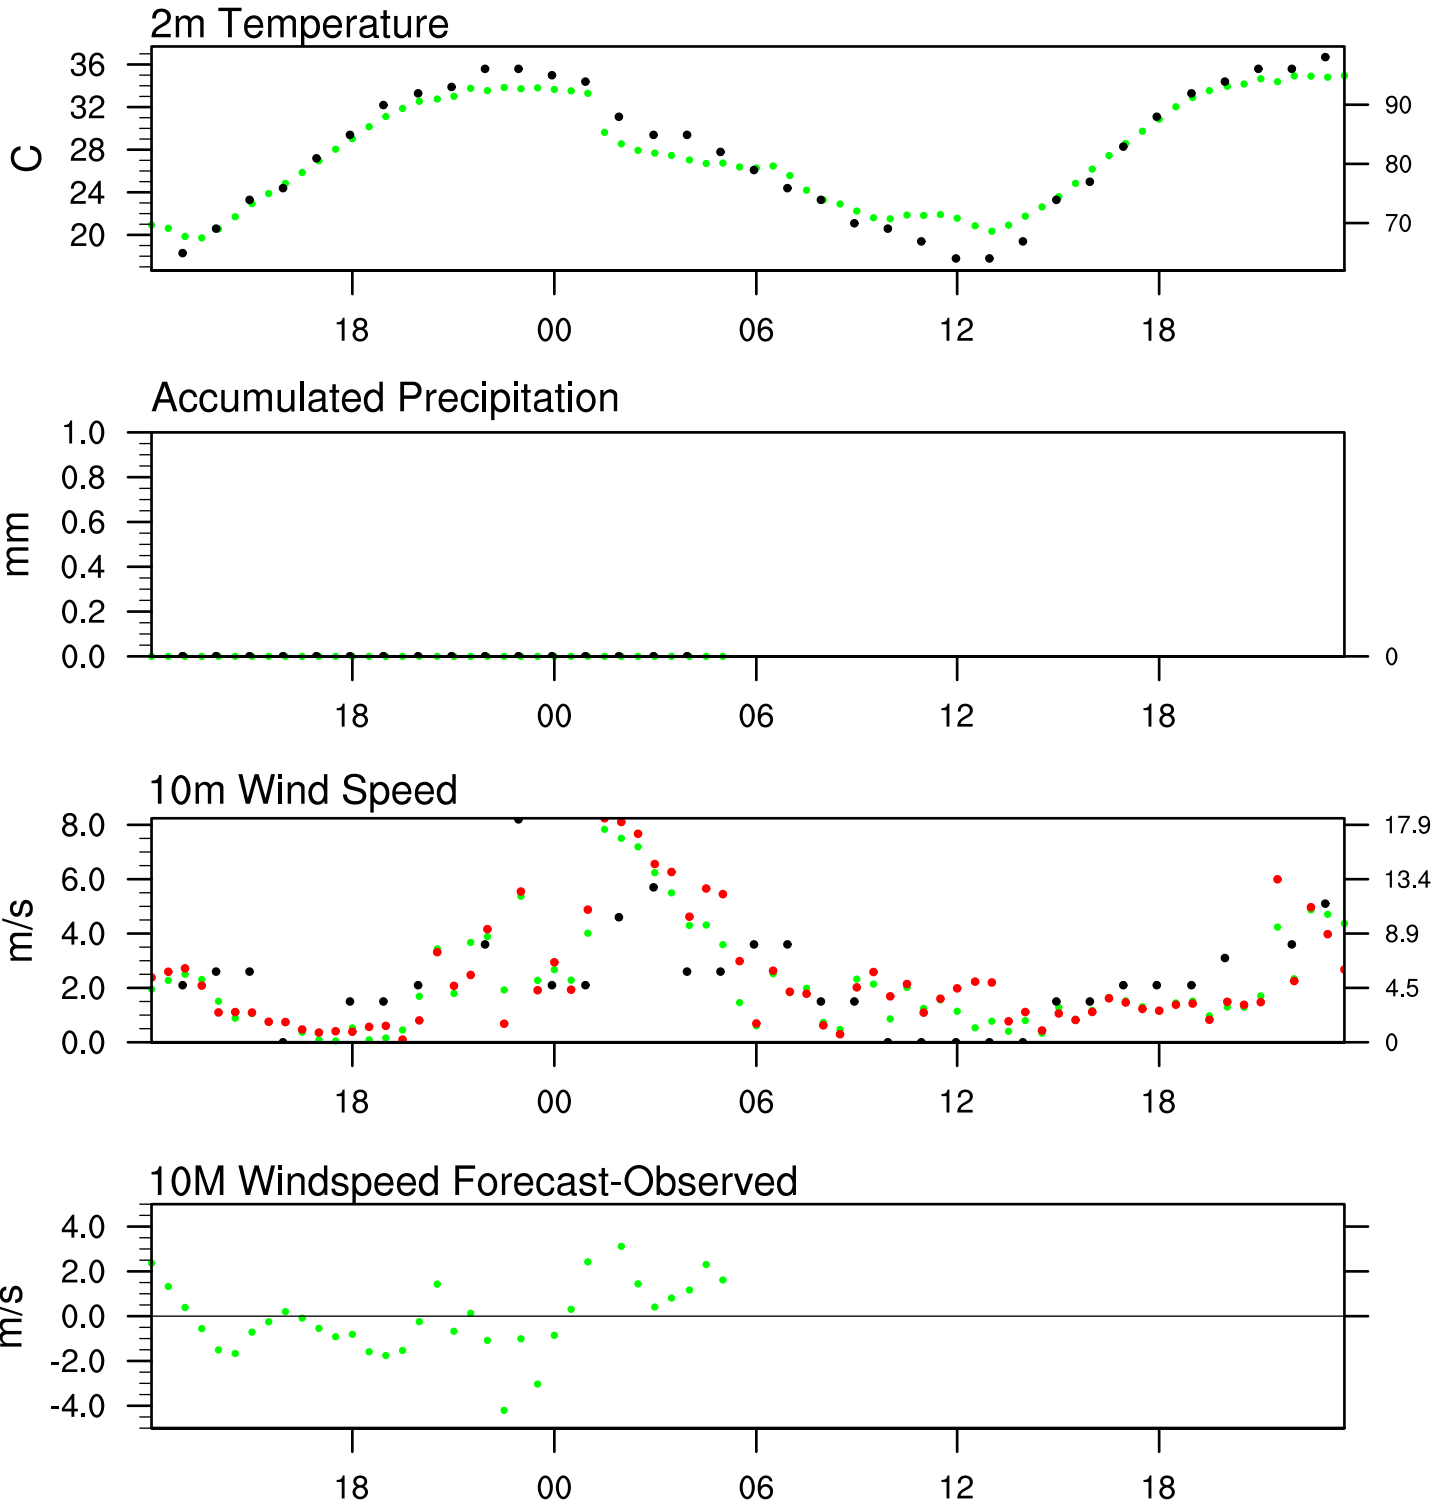 2m Temperature
36
32
28
24
20
C
90
80
70
18 00 06 12 18
Accumulated Precipitation
1.0
0.8
0.6
0.4
0.2
0.0
mm
0
18 00 06 12 18
10m Wind Speed
8.0
6.0
4.0
2.0
0.0
m/s
17.9
13.4
8.9
4.5
0
18 00 06 12 18
10M Windspeed Forecast-Observed
4.0
2.0
0.0
-2.0
-4.0
m/s
18 00 06 12 18